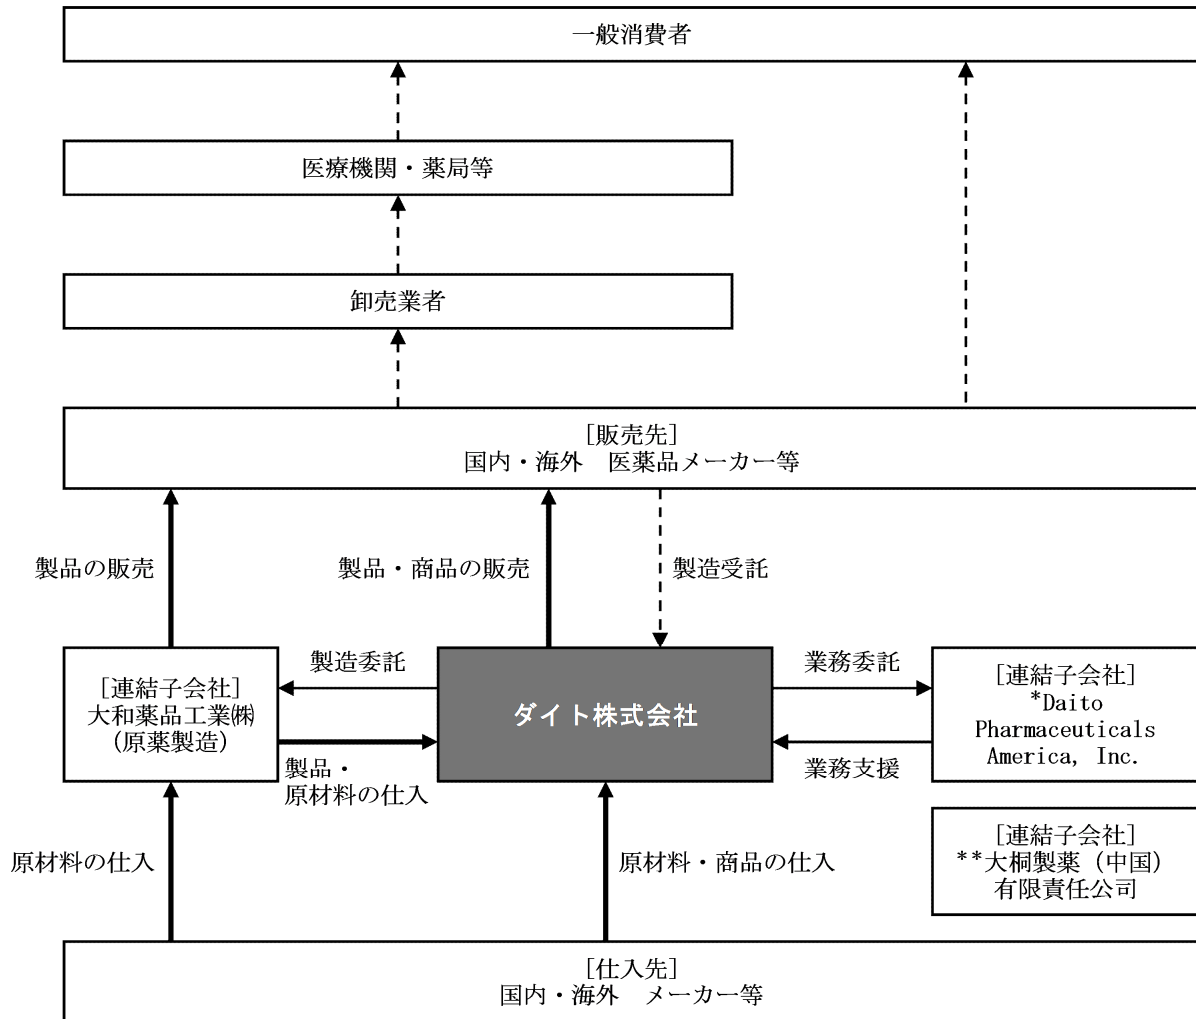 一般消費者
医療機関・薬局等
卸売業者
[販売先]
国内・海外　医薬品メーカー等
製品の販売
製品・商品の販売
製造受託
[連結子会社]
大和薬品工業㈱
（原薬製造）
製造委託
ダイト株式会社
業務委託
[連結子会社]
*Daito
Pharmaceuticals
America, Inc.
製品・
原材料の仕入
業務支援
[連結子会社]
**大桐製薬（中国）
有限責任公司
原材料の仕入
原材料・商品の仕入
[仕入先]
国内・海外　メーカー等